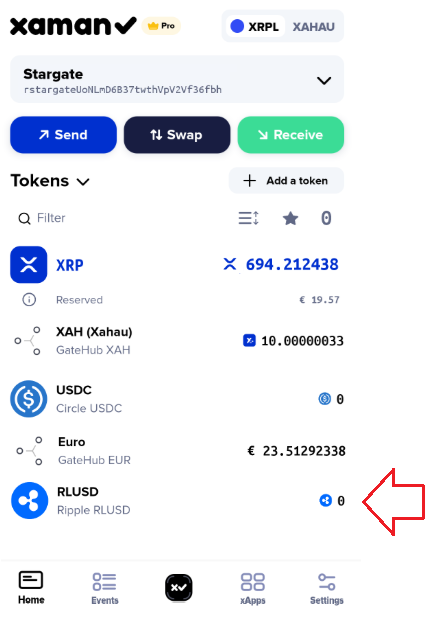 xaman Pro XRPL XAHAU
Stargate
rstargateUoNLmD6B37twthVpV2Vf36fbh
Send Swap Receive
Tokens Add a token
Filter 0
XRP 694.212438
Reserved € 19.57
XAH (Xahau) 10.00000033
GateHub XAH
USDC 0
Circle USDC
Euro € 23.51292338
GateHub EUR
RLUSD 0
Ripple RLUSD
Home Events xApps Settings